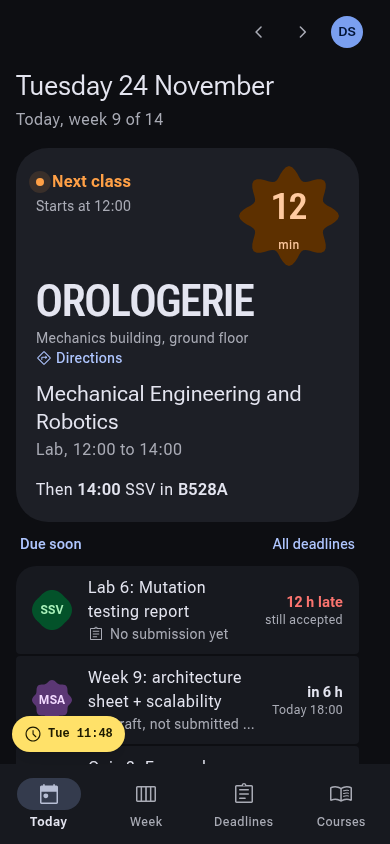 DS
Tuesday 24 November
Today, week 9 of 14
Next class
Starts at 12:00
12
min
OROLOGERIE
Mechanics building, ground floor
Directions
Mechanical Engineering and
Robotics
Lab, 12:00 to 14:00
Then 14:00 SSV in B528A
Due soon
All deadlines
SSV
Lab 6: Mutation
testing report
No submission yet
12 h late
still accepted
MSA
Week 9: architecture
sheet + scalability
not submitted ...
in 6 h
Today 18:00
Tue 11:48
Today
Week
Deadlines
Courses